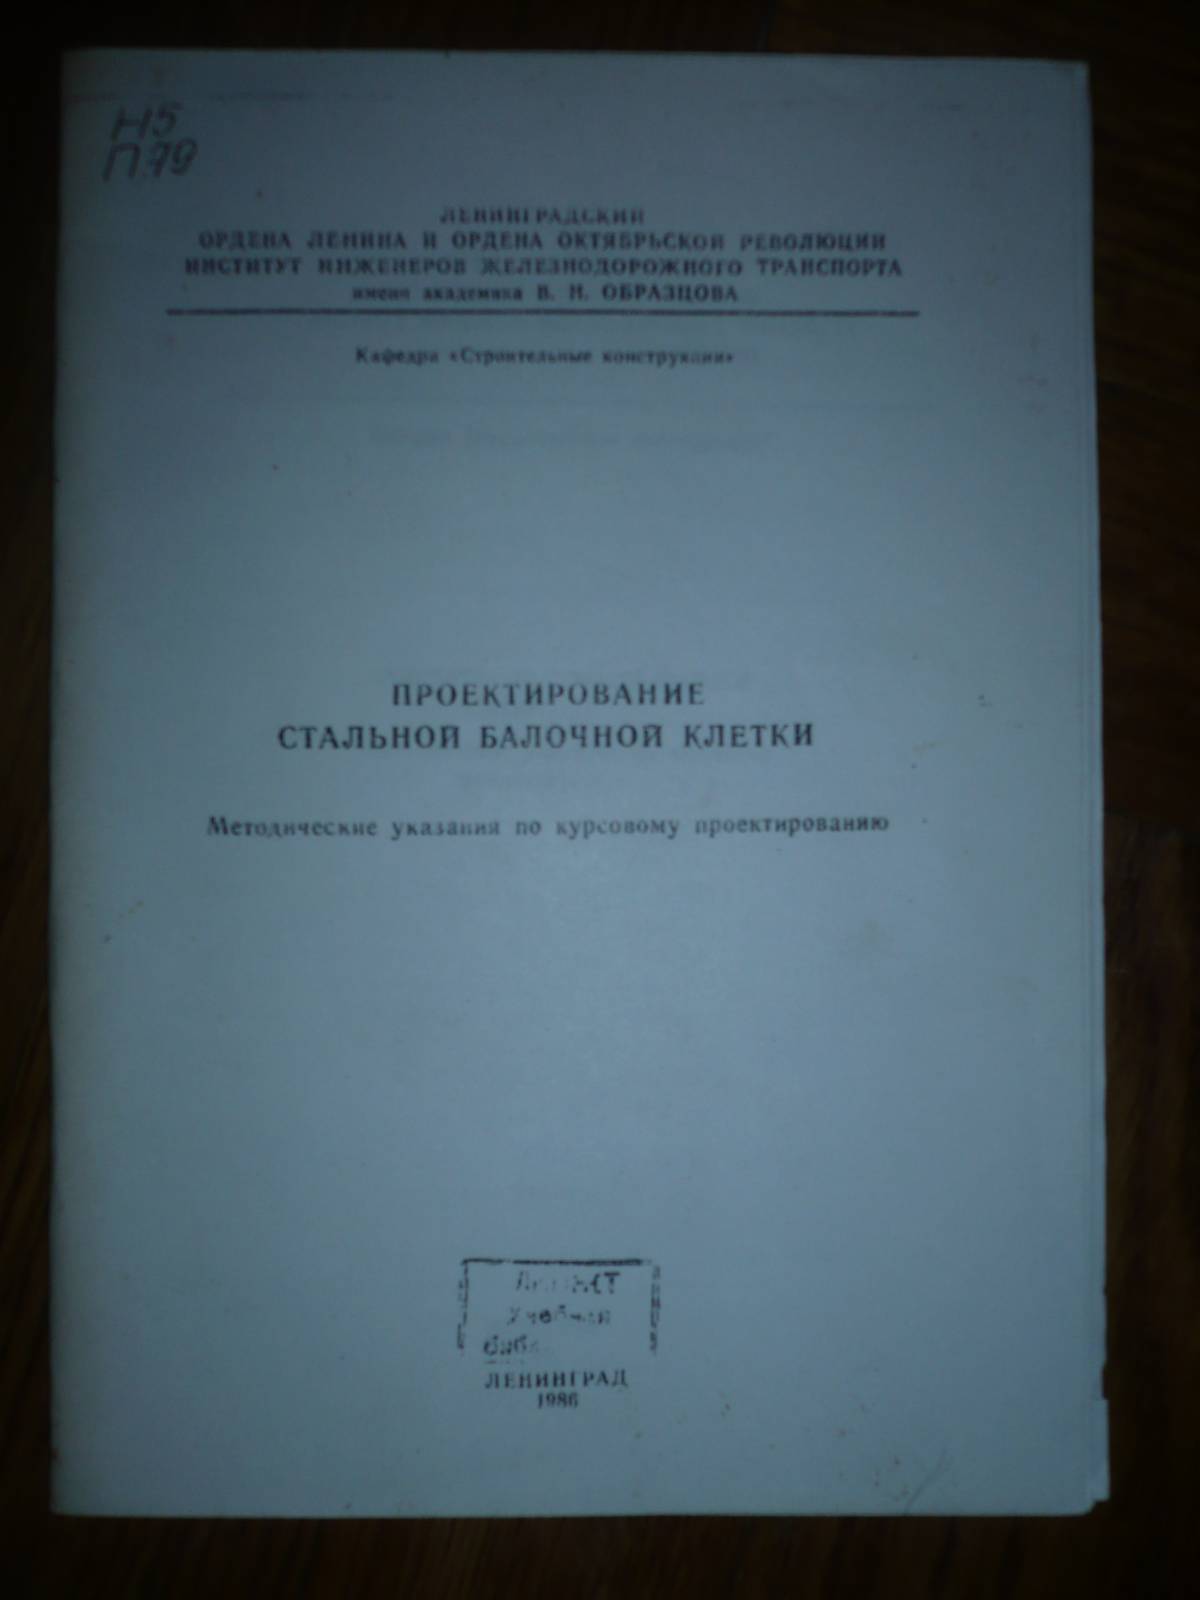 Н5
П79
ЛЕНИНГРАДСКИЙ
ОРДЕНА ЛЕНИНА И ОРДЕНА ОКТЯБРЬСКОЙ РЕВОЛЮЦИИ
ИНСТИТУТ ИНЖЕНЕРОВ ЖЕЛЕЗНОДОРОЖНОГО ТРАНСПОРТА
имени академика В. Н. ОБРАЗЦОВА
Кафедра «Строительные конструкции»
ПРОЕКТИРОВАНИЕ
СТАЛЬНОЙ БАЛОЧНОЙ КЛЕТКИ
Методические указания по курсовому проектированию
Учебная
ЛЕНИНГРАД
1986